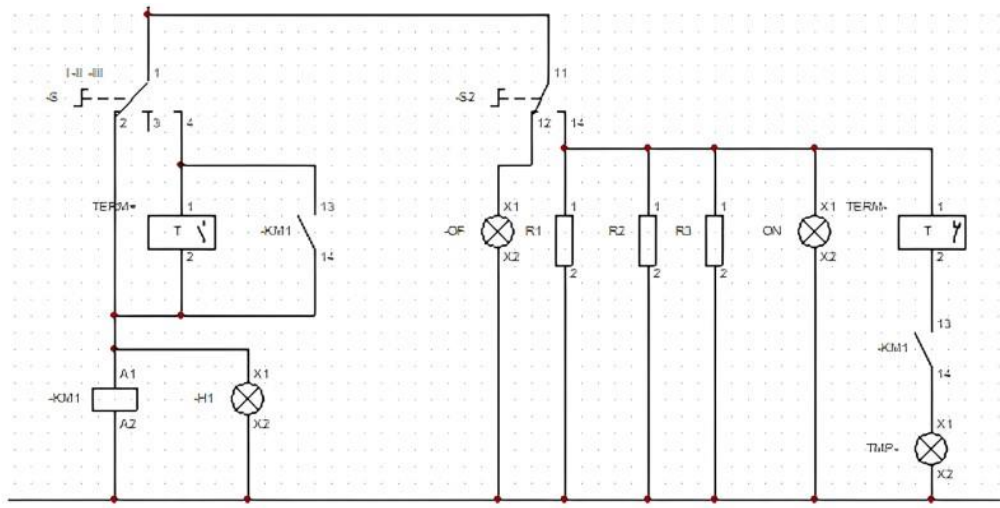 I-II -III 1
-S
2 3 4
11
-S2
12 14
TERM+ 1
T
2
13
-KM1
14
A1
-KM1
A2
X1
-H1
X2
X1
-OF
X2
1
R1
2
1
R2
2
1
R3
2
X1
ON
X2
TERM- 1
T
2
13
-KM1
14
X1
TMP-
X2